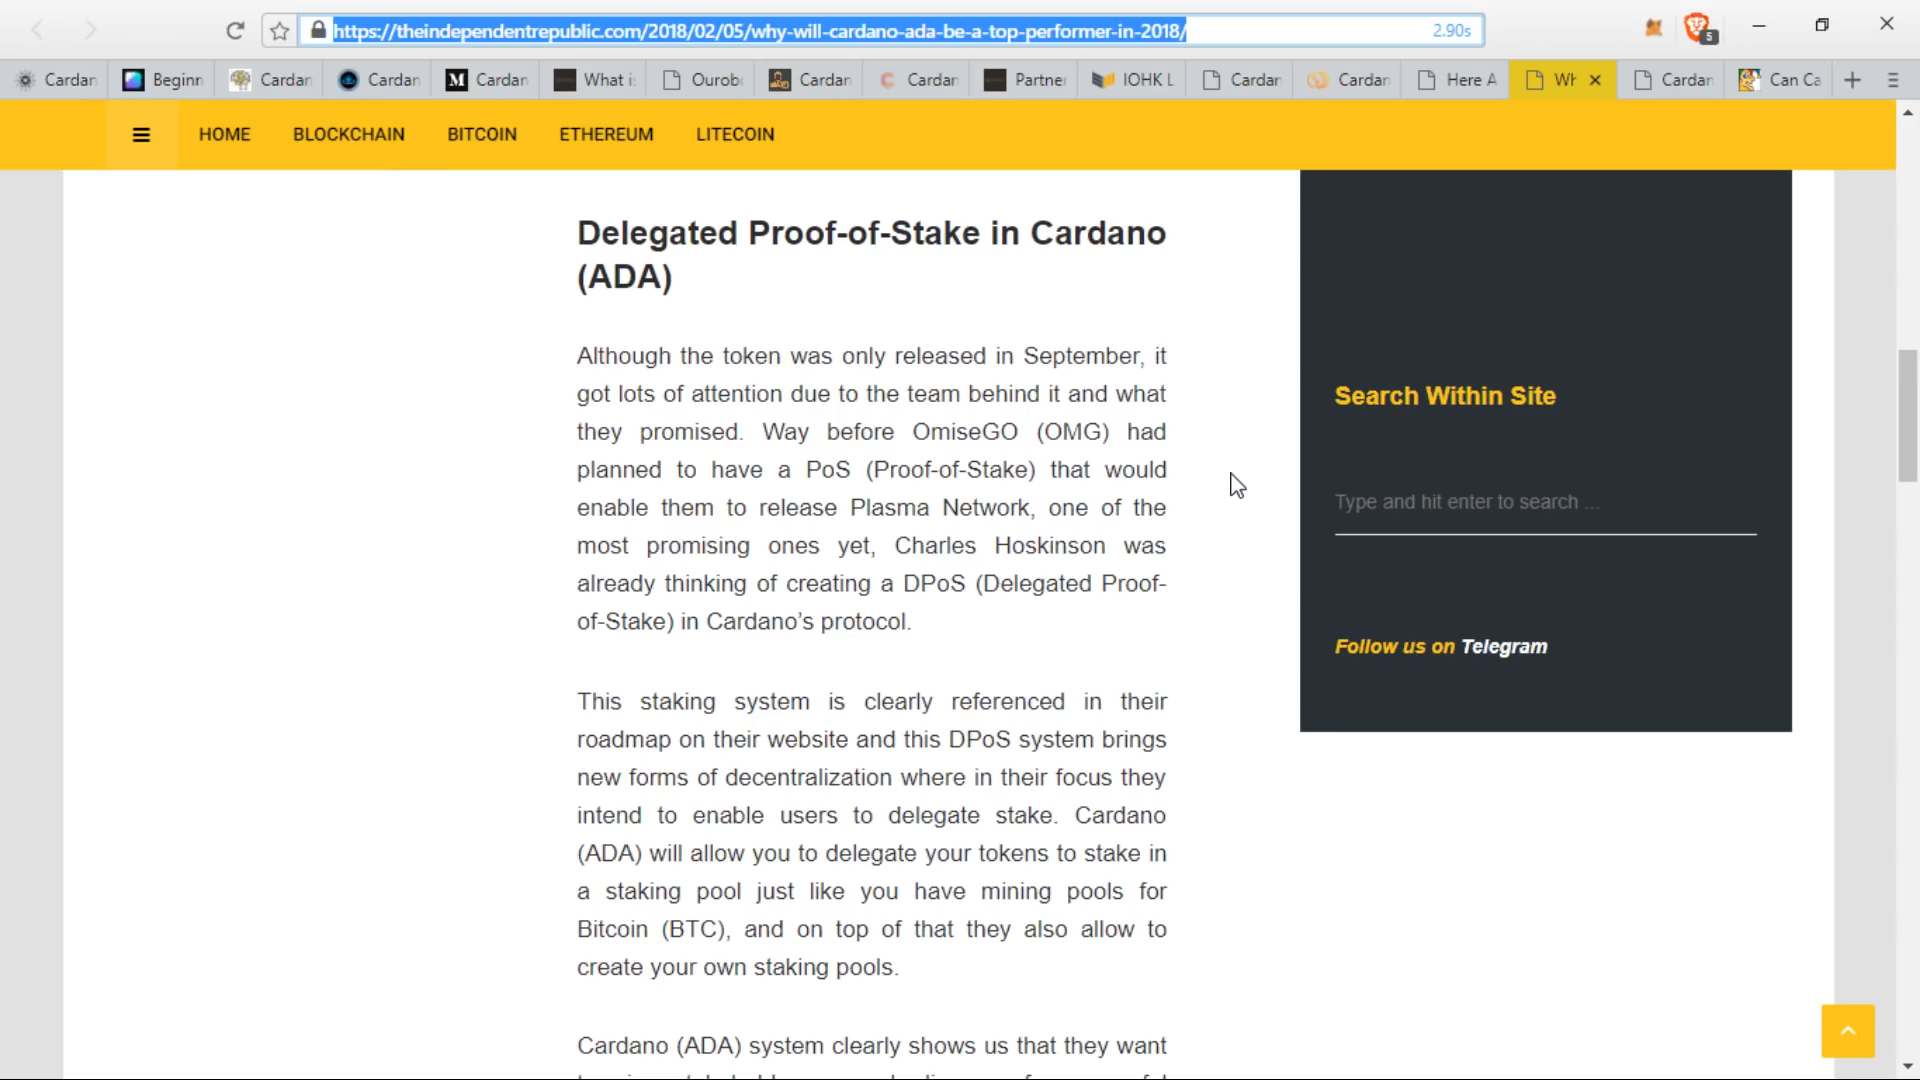 https://theindependentrepublic.com/2018/02/05/why-will-cardano-ada-be-a-top-performer-in-2018/
2.90s
5
Cardan
Beginn
Cardan
Cardan
M Cardan
What is
Ourobo
Cardan
Cardan
Partner
IOHK L
Cardan
Cardan
Here A
Wh
Cardan
Can Ca
HOME
BLOCKCHAIN
BITCOIN
ETHEREUM
LITECOIN
Delegated Proof-of-Stake in Cardano
(ADA)
Although the token was only released in September, it
got lots of attention due to the team behind it and what
they promised. Way before OmiseGO (OMG) had
planned to have a PoS (Proof-of-Stake) that would
enable them to release Plasma Network, one of the
most promising ones yet, Charles Hoskinson was
already thinking of creating a DPoS (Delegated Proof-
of-Stake) in Cardano’s protocol.
This staking system is clearly referenced in their
roadmap on their website and this DPoS system brings
new forms of decentralization where in their focus they
intend to enable users to delegate stake. Cardano
(ADA) will allow you to delegate your tokens to stake in
a staking pool just like you have mining pools for
Bitcoin (BTC), and on top of that they also allow to
create your own staking pools.
Cardano (ADA) system clearly shows us that they want
Search Within Site
Type and hit enter to search ...
Follow us on Telegram